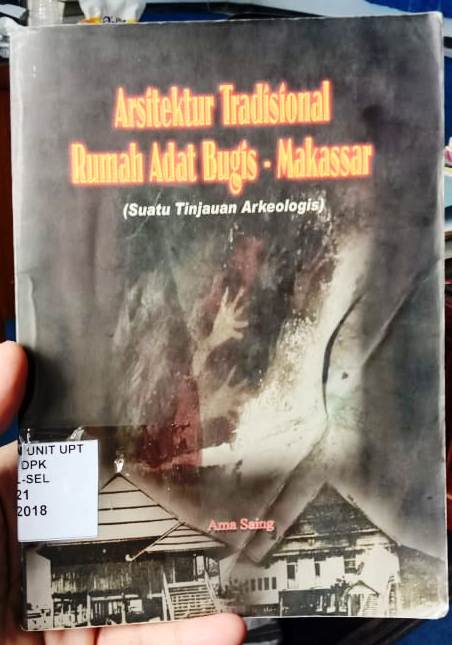 Arsitektur Tradisional
Rumah Adat Bugis - Makassar
(Suatu Tinjauan Arkeologis)
UNIT UPT
DPK
-SEL
21
2018
Ama Saing